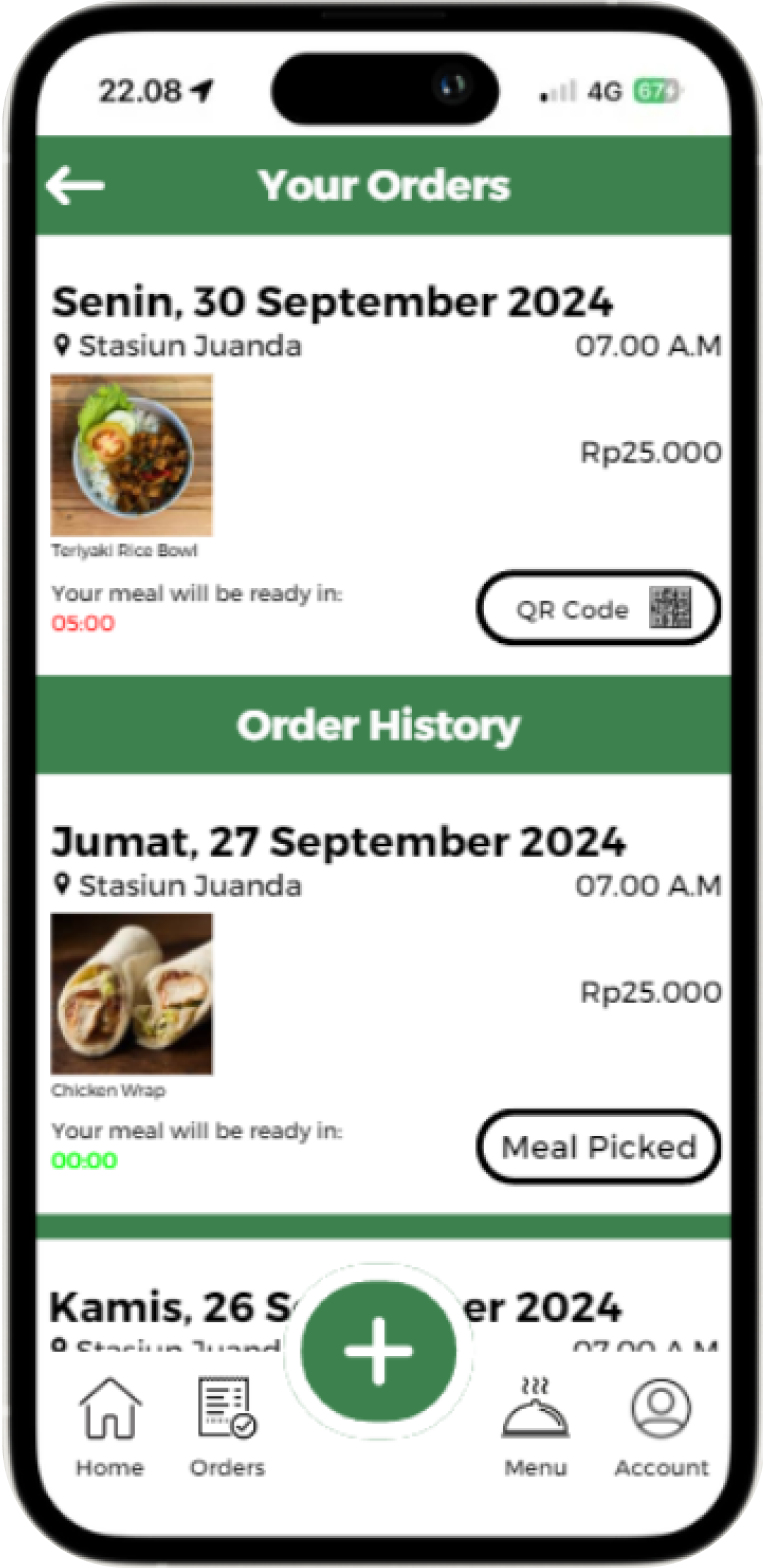 22.08 4G 67
Your Orders
Senin, 30 September 2024
Stasiun Juanda 07.00 A.M
Rp25.000
Teriyaki Rice Bowl
Your meal will be ready in:
05:00
QR Code
Order History
Jumat, 27 September 2024
Stasiun Juanda 07.00 A.M
Rp25.000
Chicken Wrap
Your meal will be ready in:
00:00
Meal Picked
Kamis, 26 S er 2024
Stasiun Juand 07.00 A.M
Home Orders Menu Account